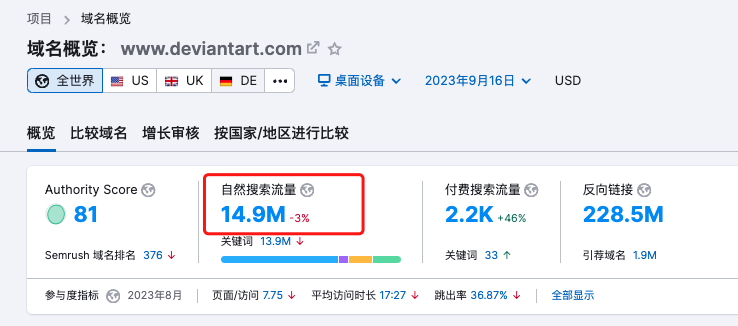 项目 > 域名概览
域名概览： www.deviantart.com
全世界 US UK DE ••• 桌面设备 2023年9月16日 USD
概览 比较域名 增长审核 按国家/地区进行比较
Authority Score 自然搜索流量 付费搜索流量 反向链接
81 14.9M -3% 2.2K +46% 228.5M
关键词 13.9M ↓
Semrush 域名排名 376 ↓ 关键词 33 ↑ 引荐域名 1.9M
参与度指标 2023年8月 页面/访问 7.75 ↓ 平均访问时长 17:27 ↓ 跳出率 36.87% ↓ 全部显示